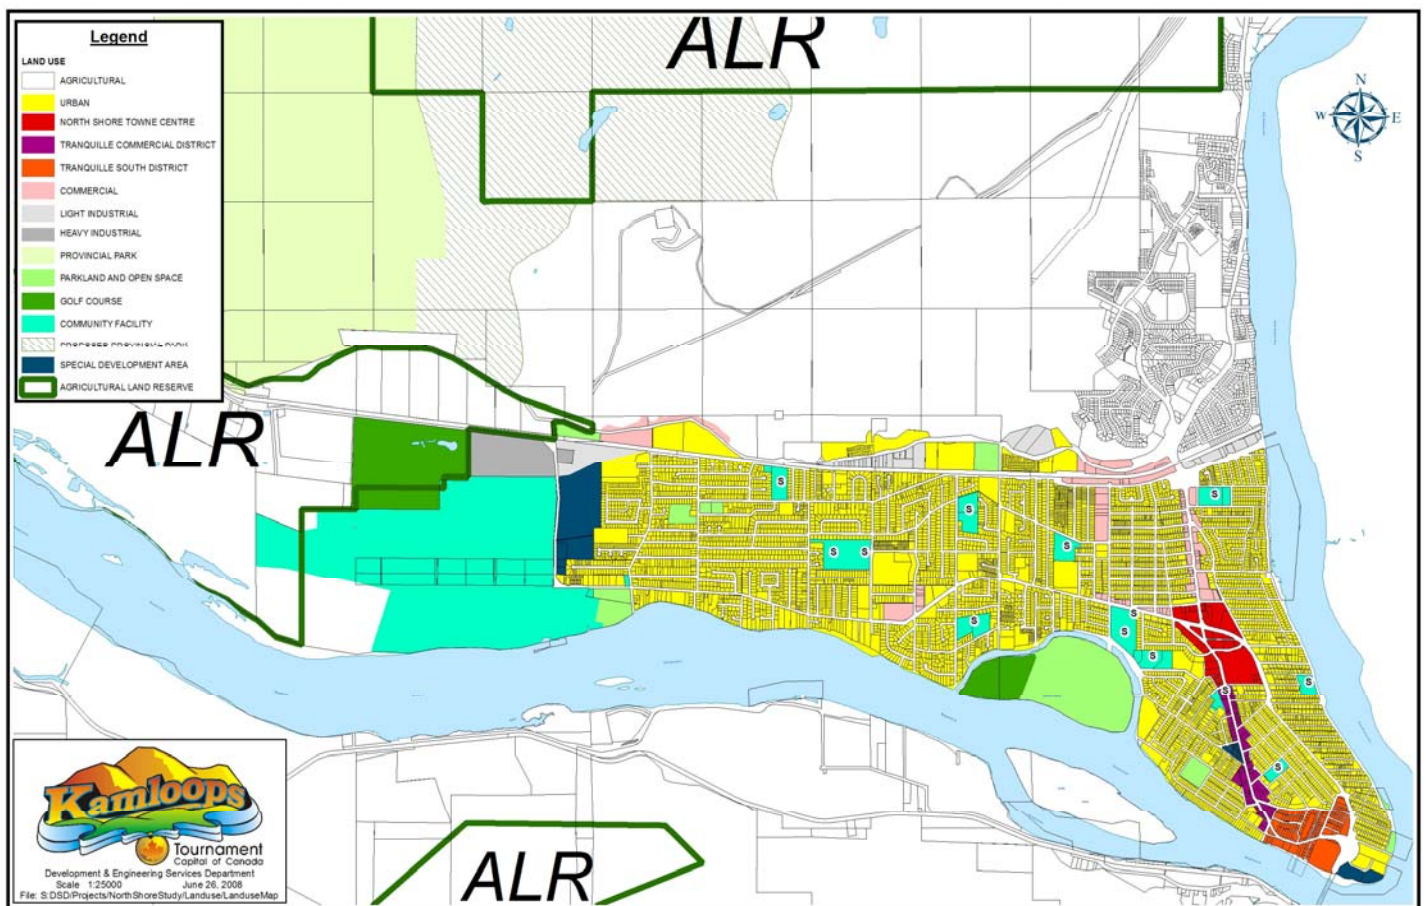 Legend
LAND USE
AGRICULTURAL
URBAN
NORTH SHORE TOWNE CENTRE
TRANQUILLE COMMERCIAL DISTRICT
TRANQUILLE SOUTH DISTRICT
COMMERCIAL
LIGHT INDUSTRIAL
HEAVY INDUSTRIAL
PROVINCIAL PARK
PARKLAND AND OPEN SPACE
GOLF COURSE
COMMUNITY FACILITY
SPECIAL DEVELOPMENT AREA
AGRICULTURAL LAND RESERVE
ALR
N
W E
S
ALR
S
S
S
S S
S
S
S
S
S
S
S
S
ALR
Kamloops
Tournament
Capital of Canada
Development & Engineering Services Department
Scale 1:25000 June 26, 2008
File: S:DSD/Projects/NorthShoreStudy/Landuse/LanduseMap